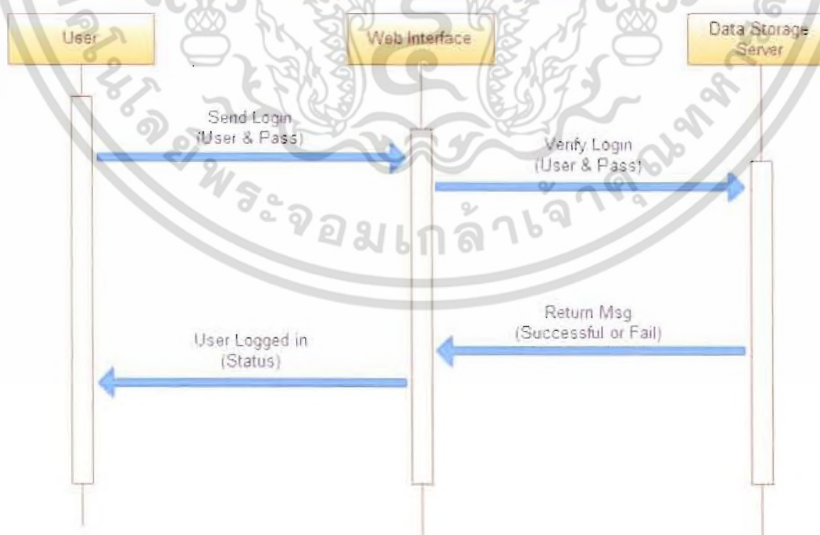 User
Web Interface
Data Storage
Server
Send Login
(User & Pass)
Verify Login
(User & Pass)
Return Msg
(Successful or Fail)
User Logged in
(Status)